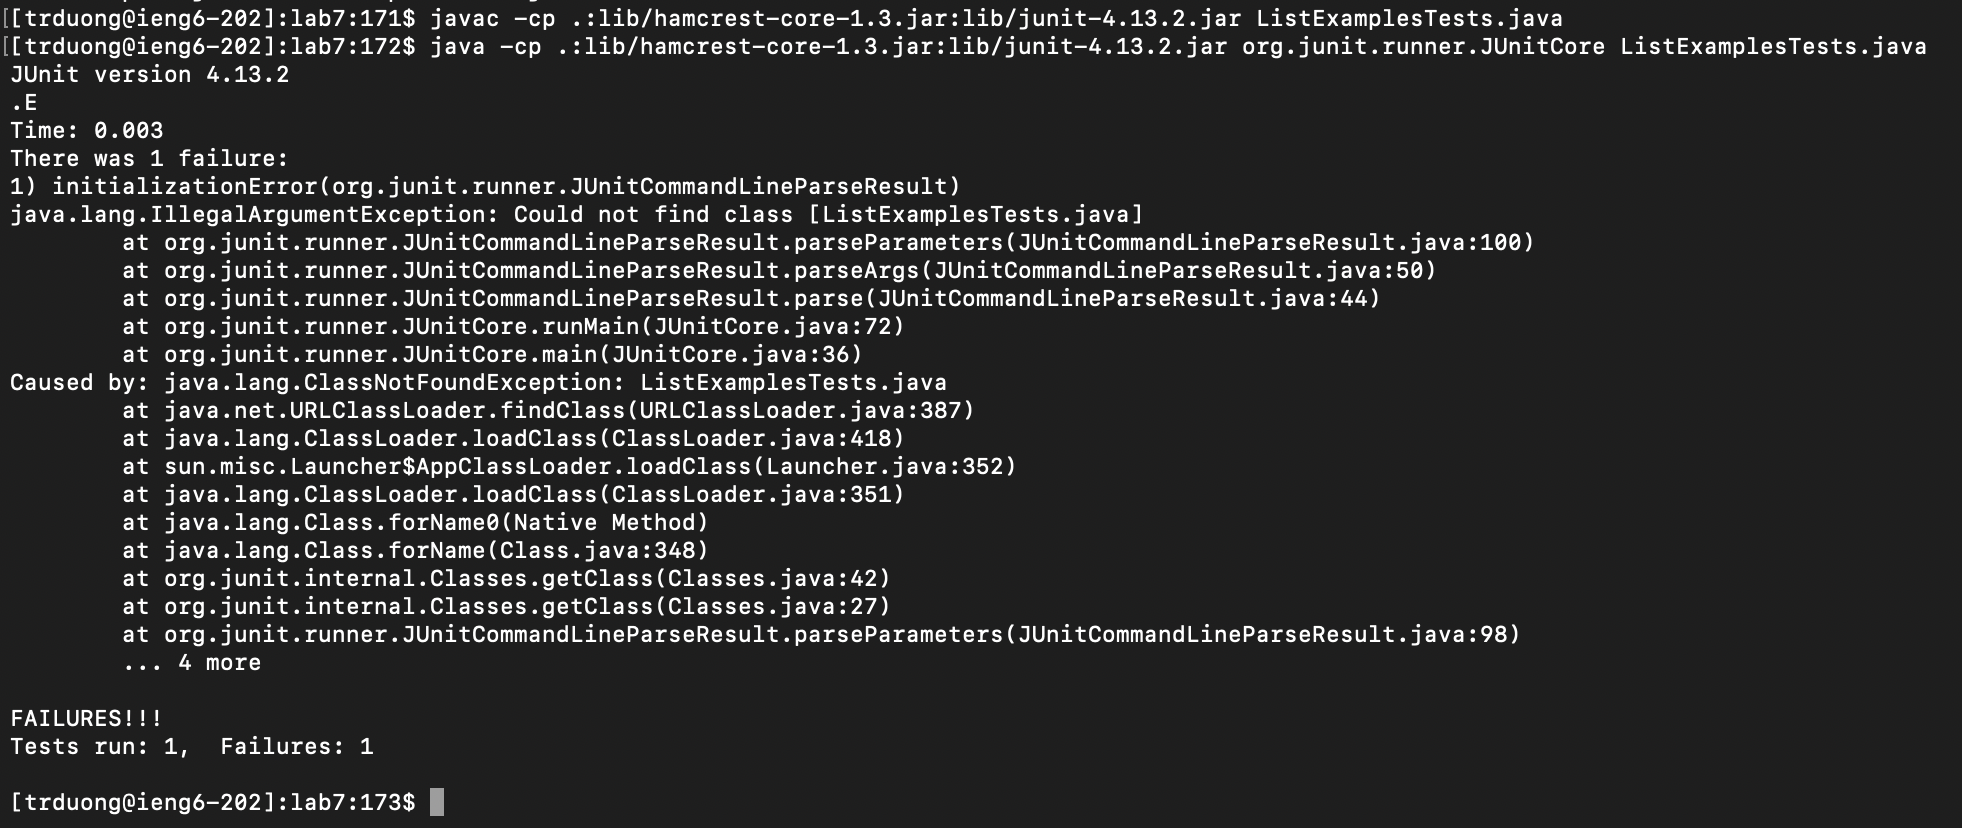 [[trduong@ieng6-202]:lab7:171$ javac -cp .:lib/hamcrest-core-1.3.jar:lib/junit-4.13.2.jar ListExamplesTests.java
[[trduong@ieng6-202]:lab7:172$ java -cp .:lib/hamcrest-core-1.3.jar:lib/junit-4.13.2.jar org.junit.runner.JUnitCore ListExamplesTests.java
JUnit version 4.13.2
.E
Time: 0.003
There was 1 failure:
1) initializationError(org.junit.runner.JUnitCommandLineParseResult)
java.lang.IllegalArgumentException: Could not find class [ListExamplesTests.java]
        at org.junit.runner.JUnitCommandLineParseResult.parseParameters(JUnitCommandLineParseResult.java:100)
        at org.junit.runner.JUnitCommandLineParseResult.parseArgs(JUnitCommandLineParseResult.java:50)
        at org.junit.runner.JUnitCommandLineParseResult.parse(JUnitCommandLineParseResult.java:44)
        at org.junit.runner.JUnitCore.runMain(JUnitCore.java:72)
        at org.junit.runner.JUnitCore.main(JUnitCore.java:36)
Caused by: java.lang.ClassNotFoundException: ListExamplesTests.java
        at java.net.URLClassLoader.findClass(URLClassLoader.java:387)
        at java.lang.ClassLoader.loadClass(ClassLoader.java:418)
        at sun.misc.Launcher$AppClassLoader.loadClass(Launcher.java:352)
        at java.lang.ClassLoader.loadClass(ClassLoader.java:351)
        at java.lang.Class.forName0(Native Method)
        at java.lang.Class.forName(Class.java:348)
        at org.junit.internal.Classes.getClass(Classes.java:42)
        at org.junit.internal.Classes.getClass(Classes.java:27)
        at org.junit.runner.JUnitCommandLineParseResult.parseParameters(JUnitCommandLineParseResult.java:98)
        ... 4 more
FAILURES!!!
Tests run: 1,  Failures: 1
[trduong@ieng6-202]:lab7:173$